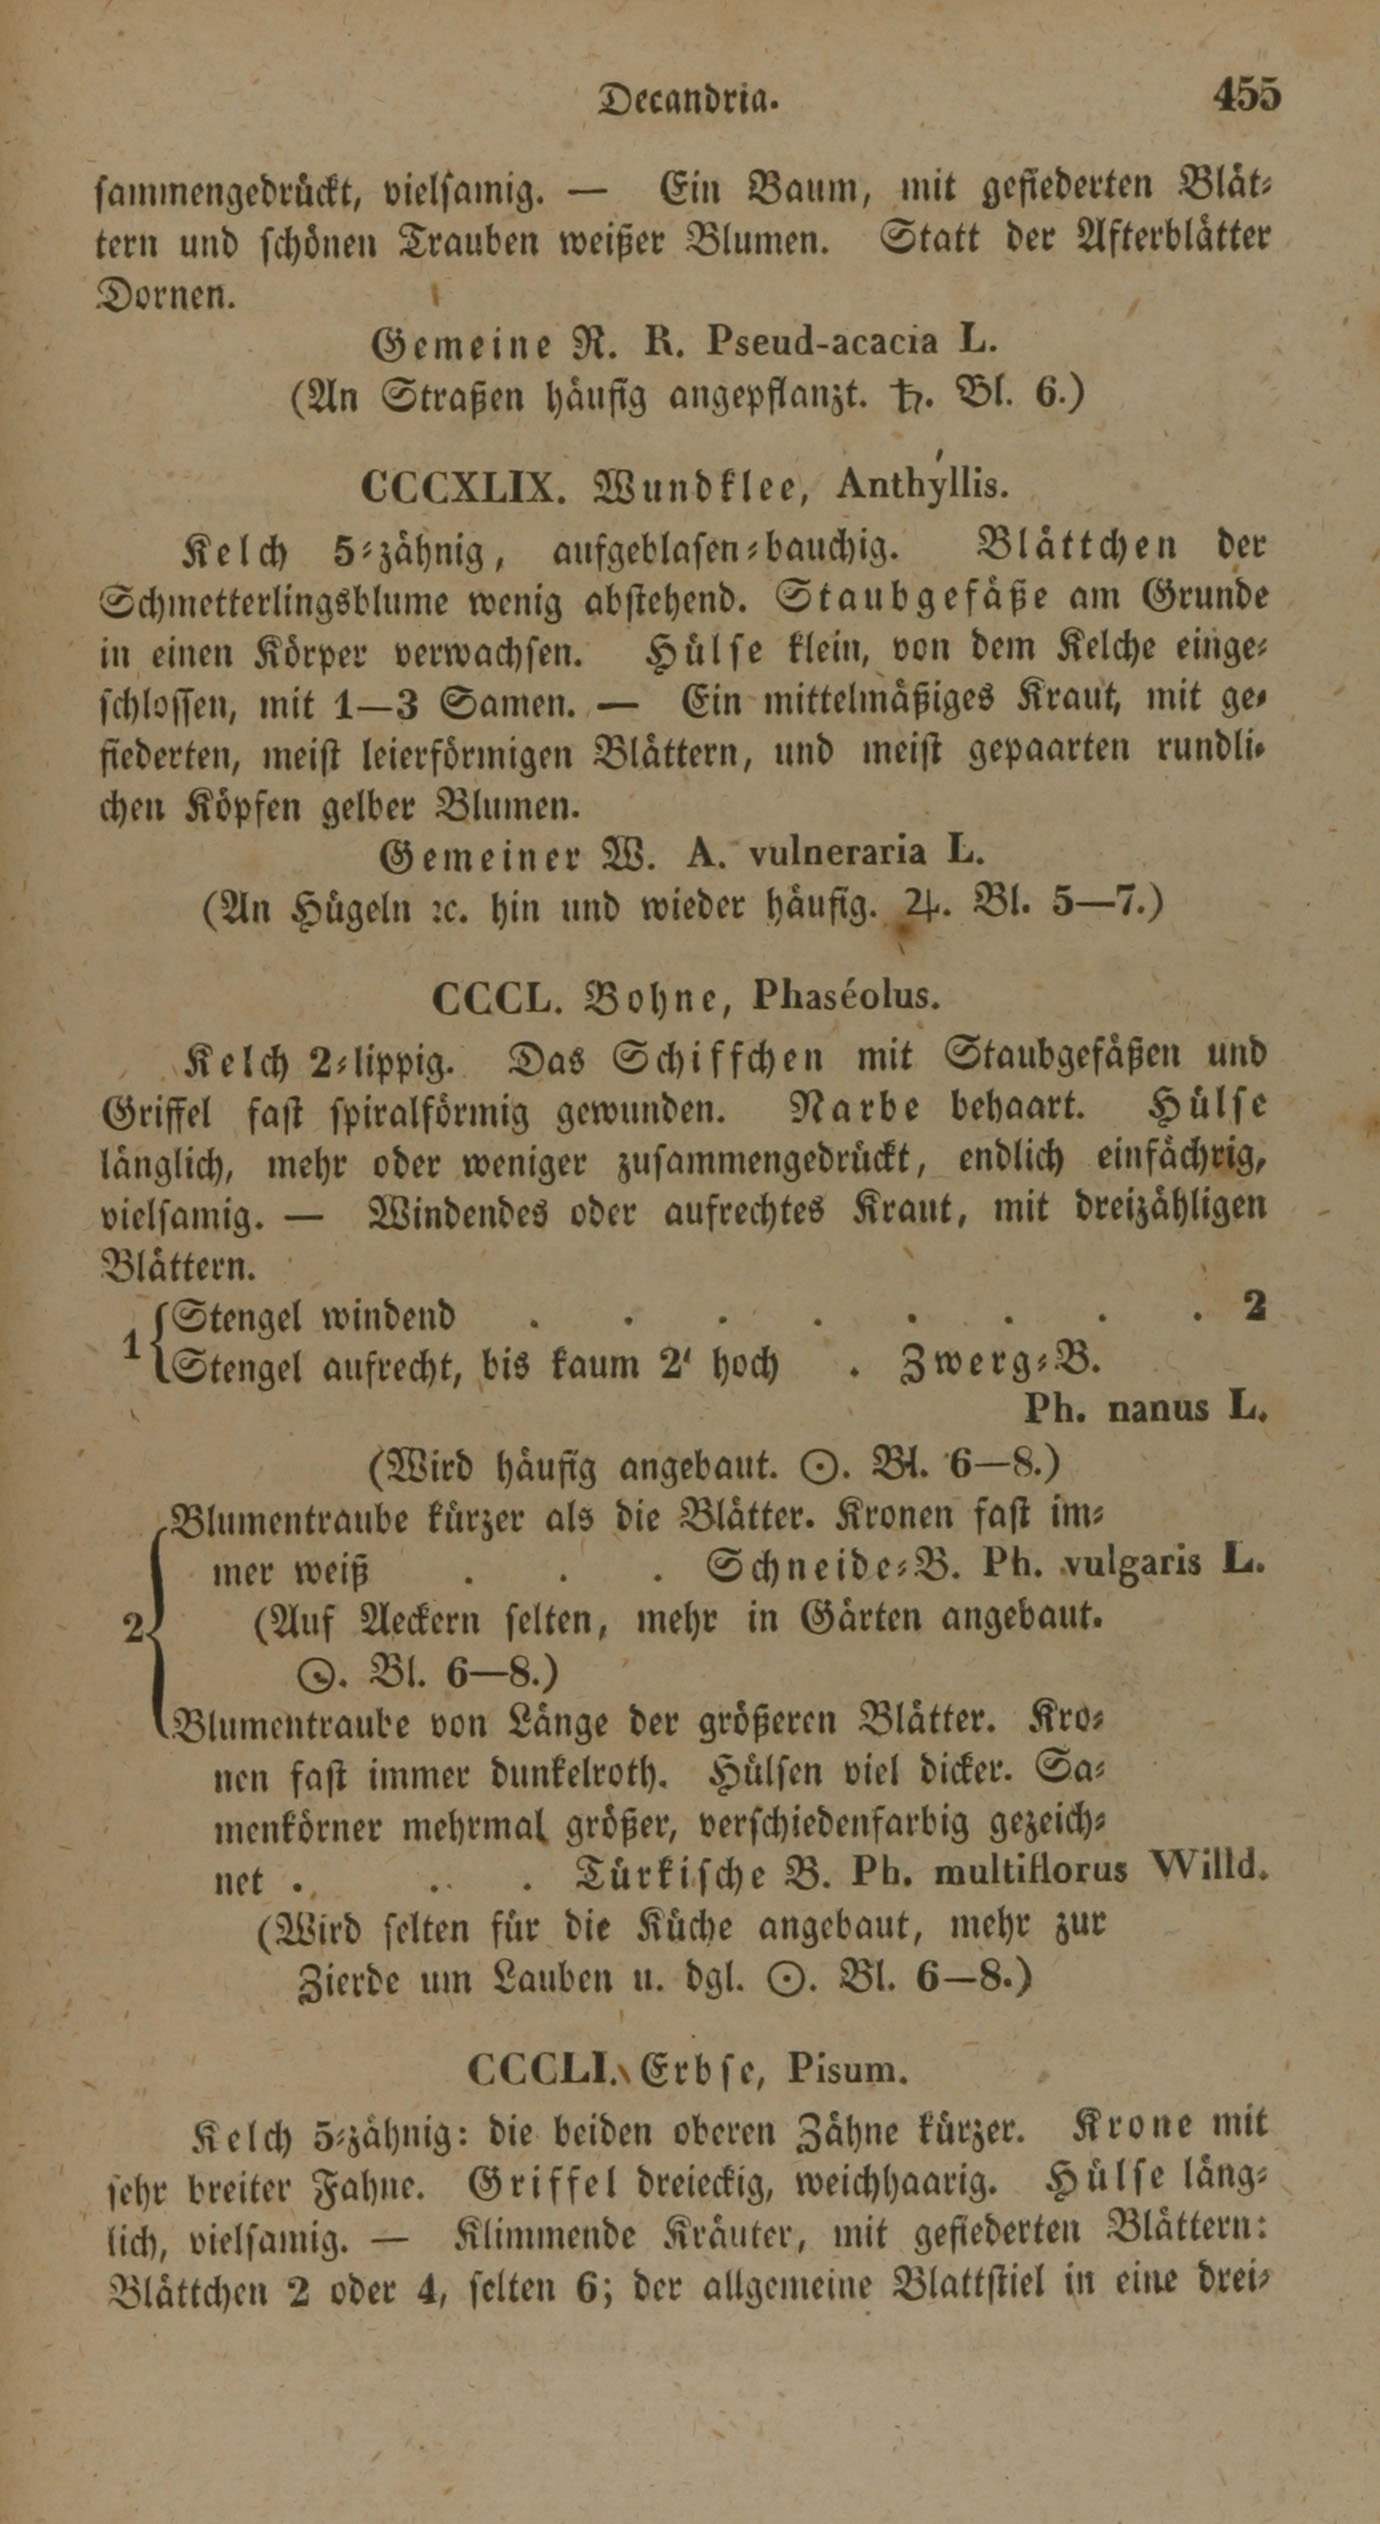 Decandria. 455
sammengedrückt, vielsamig. — Ein Baum, mit gefiederten Blät-
tern und schönen Trauben weißer Blumen. Statt der Afterblätter
Dornen.
Gemeine R. R. Pseud-acacia L.
(An Straßen häufig angepflanzt. ♄. Bl. 6.)
CCCXLIX. Wundklee, Anthýllis.
Kelch 5-zähnig, aufgeblasen-bauchig. Blättchen der
Schmetterlingsblume wenig abstehend. Staubgefäße am Grunde
in einen Körper verwachsen. Hülse klein, von dem Kelche einge-
schlossen, mit 1—3 Samen. — Ein mittelmäßiges Kraut, mit ge-
fiederten, meist leierförmigen Blättern, und meist gepaarten rundli-
chen Köpfen gelber Blumen.
Gemeiner W. A. vulneraria L.
(An Hügeln ꝛc. hin und wieder häufig. ♃. Bl. 5—7.)
CCCL. Bohne, Phaséolus.
Kelch 2-lippig. Das Schiffchen mit Staubgefäßen und
Griffel fast spiralförmig gewunden. Narbe behaart. Hülse
länglich, mehr oder weniger zusammengedrückt, endlich einfächrig,
vielsamig. — Windendes oder aufrechtes Kraut, mit dreizähligen
Blättern.
1 { Stengel windend . . . . . . . . 2
Stengel aufrecht, bis kaum 2' hoch . Zwerg-B.
Ph. nanus L.
(Wird häufig angebaut. ☉. Bl. 6—8.)
Blumentraube kürzer als die Blätter. Kronen fast im-
mer weiß . . . Schneide-B. Ph. vulgaris L.
2 { (Auf Aeckern selten, mehr in Gärten angebaut.
☉. Bl. 6—8.)
Blumentraube von Länge der größeren Blätter. Kro-
nen fast immer dunkelroth. Hülsen viel dicker. Sa-
menkörner mehrmal größer, verschiedenfarbig gezeich-
net . . . Türkische B. Ph. multiflorus Willd.
(Wird selten für die Küche angebaut, mehr zur
Zierde um Lauben u. dgl. ☉. Bl. 6—8.)
CCCLI. Erbse, Pisum.
Kelch 5-zähnig: die beiden oberen Zähne kürzer. Krone mit
sehr breiter Fahne. Griffel dreieckig, weichhaarig. Hülse läng-
lich, vielsamig. — Klimmende Kräuter, mit gefiederten Blättern:
Blättchen 2 oder 4, selten 6; der allgemeine Blattstiel in eine drei-